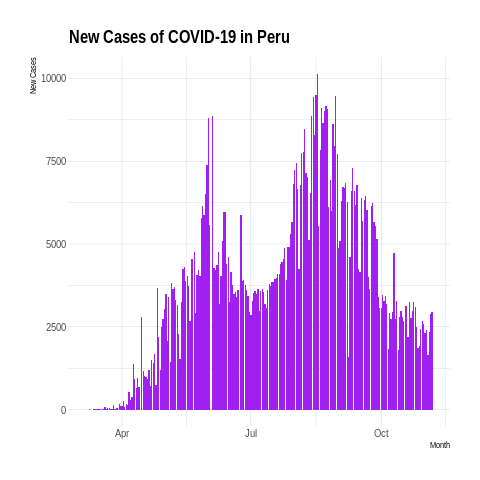 New Cases of COVID-19 in Peru
New Cases
10000
7500
5000
2500
0
Apr Jul Oct
Month